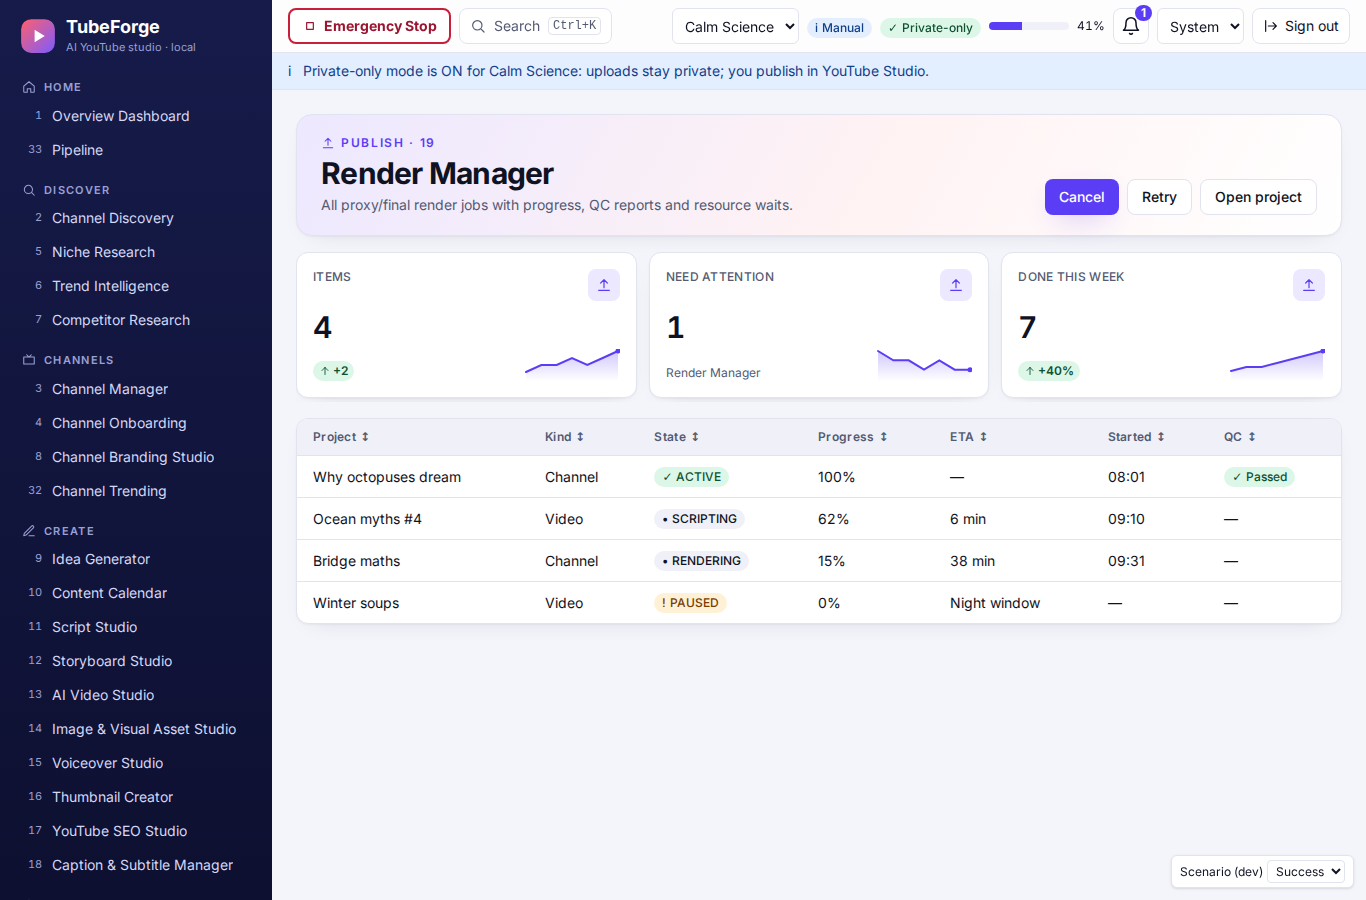 TubeForge
AI YouTube studio · local
HOME
1 Overview Dashboard
33 Pipeline
DISCOVER
2 Channel Discovery
5 Niche Research
6 Trend Intelligence
7 Competitor Research
CHANNELS
3 Channel Manager
4 Channel Onboarding
8 Channel Branding Studio
32 Channel Trending
CREATE
9 Idea Generator
10 Content Calendar
11 Script Studio
12 Storyboard Studio
13 AI Video Studio
14 Image & Visual Asset Studio
15 Voiceover Studio
16 Thumbnail Creator
17 YouTube SEO Studio
18 Caption & Subtitle Manager
Emergency Stop Search Ctrl+K Calm Science i Manual ✓ Private-only 41% 1 System Sign out
i Private-only mode is ON for Calm Science: uploads stay private; you publish in YouTube Studio.
PUBLISH · 19
Render Manager
All proxy/final render jobs with progress, QC reports and resource waits.
Cancel Retry Open project
ITEMS
4
↑ +2
NEED ATTENTION
1
Render Manager
DONE THIS WEEK
7
↑ +40%
Project ↕ Kind ↕ State ↕ Progress ↕ ETA ↕ Started ↕ QC ↕
Why octopuses dream Channel ✓ ACTIVE 100% — 08:01 ✓ Passed
Ocean myths #4 Video • SCRIPTING 62% 6 min 09:10 —
Bridge maths Channel • RENDERING 15% 38 min 09:31 —
Winter soups Video ! PAUSED 0% Night window — —
Scenario (dev) Success